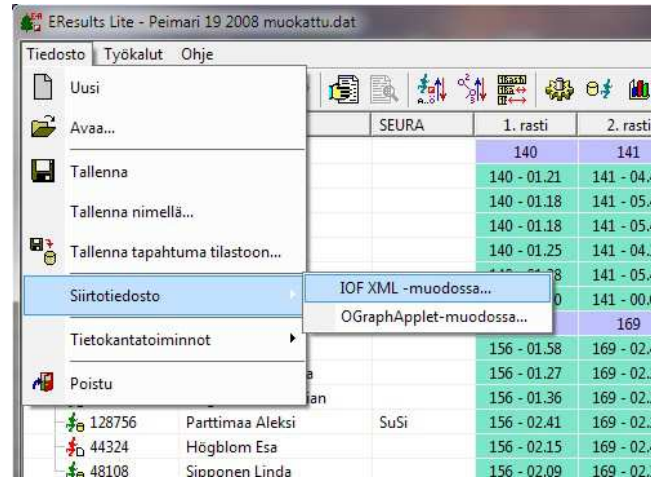 EResults Lite - Peimari 19 2008 muokattu.dat
Tiedosto Työkalut Ohje
Uusi
Avaa...
Tallenna
Tallenna nimellä...
Tallenna tapahtuma tilastoon...
Siirtotiedosto
IOF XML -muodossa...
OGraphApplet-muodossa...
Tietokantatoiminnot
Poistu
SEURA 1. rasti 2. rasti
140 141
140 - 01.21 141 - 04.
140 - 01.18 141 - 05.
140 - 01.18 141 - 05.
140 - 01.25 141 - 04.
141 - 05.
141 - 00.
169
156 - 01.58 169 - 02.
156 - 01.27 169 - 02.
156 - 01.36 169 - 02.
128756 Parttimaa Aleksi SuSi 156 - 02.41 169 - 02.
44324 Högblom Esa 156 - 02.15 169 - 02.
48108 Sipponen Linda 156 - 02.09 169 - 02.